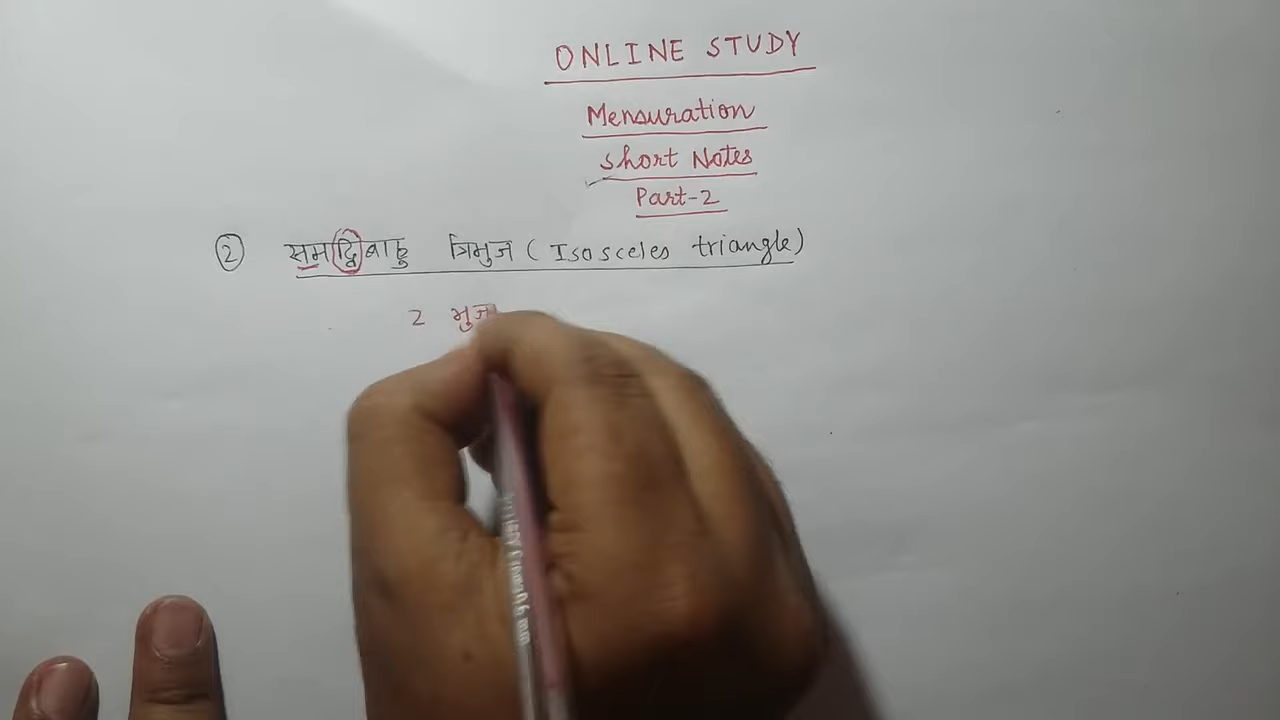 ONLINE STUDY
Mensuration
Short Notes
Part-2
② समद्विबाहु त्रिभुज ( Isosceles triangle)
2 भुज